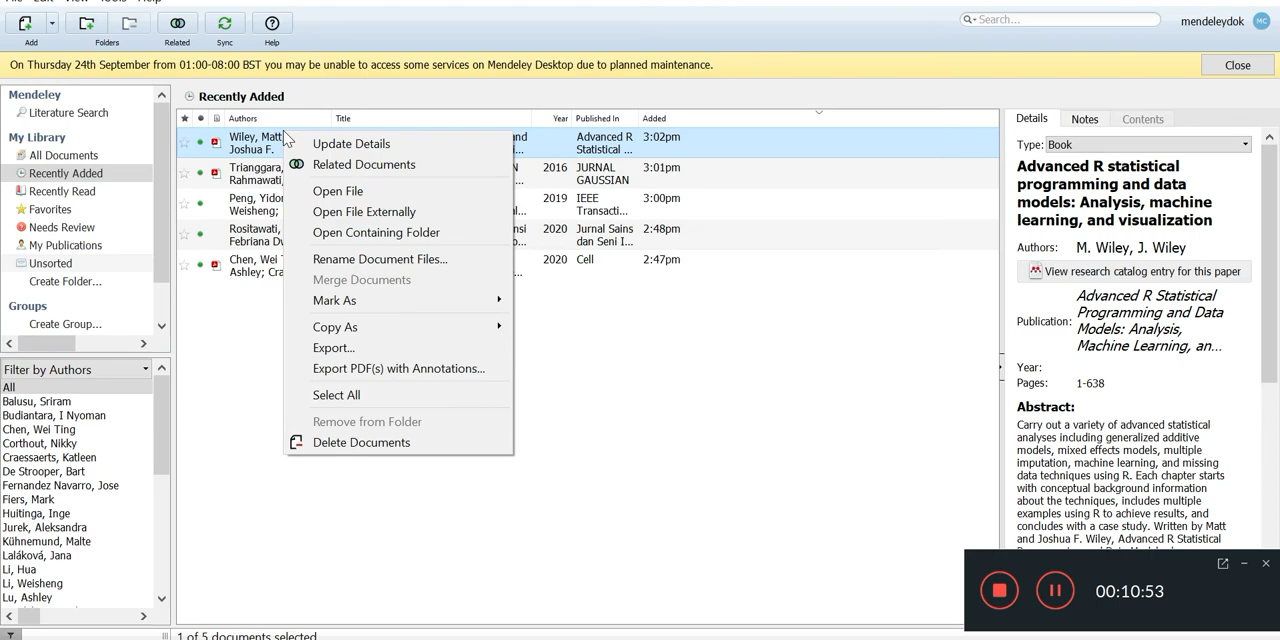 File Edit View Tools Help
Add Folders Related Sync Help
Search...
mendeleydok MC
On Thursday 24th September from 01:00-08:00 BST you may be unable to access some services on Mendeley Desktop due to planned maintenance.
Close
Mendeley
Literature Search
My Library
All Documents
Recently Added
Recently Read
Favorites
Needs Review
My Publications
Unsorted
Create Folder...
Groups
Create Group...
Filter by Authors
All
Balusu, Sriram
Budiantara, I Nyoman
Chen, Wei Ting
Corthout, Nikky
Craessaerts, Katleen
De Strooper, Bart
Fernandez Navarro, Jose
Fiers, Mark
Huitinga, Inge
Jurek, Aleksandra
Kühnemund, Malte
Laláková, Jana
Li, Hua
Li, Weisheng
Lu, Ashley
Recently Added
Authors Title Year Published In Added
Wiley, Matt and Advanced R 3:02pm
Joshua F. Statistical ...
Trianggara, N 2016 JURNAL 3:01pm
Rahmawati, ... GAUSSIAN
Peng, Yidon 2019 IEEE 3:00pm
Weisheng; Transacti...
Rositawati, nsi 2020 Jurnal Sains 2:48pm
Febriana Dw dan Seni I...
Chen, Wei T 2020 Cell 2:47pm
Ashley; Cra
Update Details
Related Documents
Open File
Open File Externally
Open Containing Folder
Rename Document Files...
Merge Documents
Mark As
Copy As
Export...
Export PDF(s) with Annotations...
Select All
Remove from Folder
Delete Documents
Details Notes Contents
Type: Book
Advanced R statistical
programming and data
models: Analysis, machine
learning, and visualization
Authors: M. Wiley, J. Wiley
View research catalog entry for this paper
Publication: Advanced R Statistical
Programming and Data
Models: Analysis,
Machine Learning, an...
Year:
Pages: 1-638
Abstract:
Carry out a variety of advanced statistical
analyses including generalized additive
models, mixed effects models, multiple
imputation, machine learning, and missing
data techniques using R. Each chapter starts
with conceptual background information
about the techniques, includes multiple
examples using R to achieve results, and
concludes with a case study. Written by Matt
and Joshua F. Wiley, Advanced R Statistical
00:10:53
1 of 5 documents selected